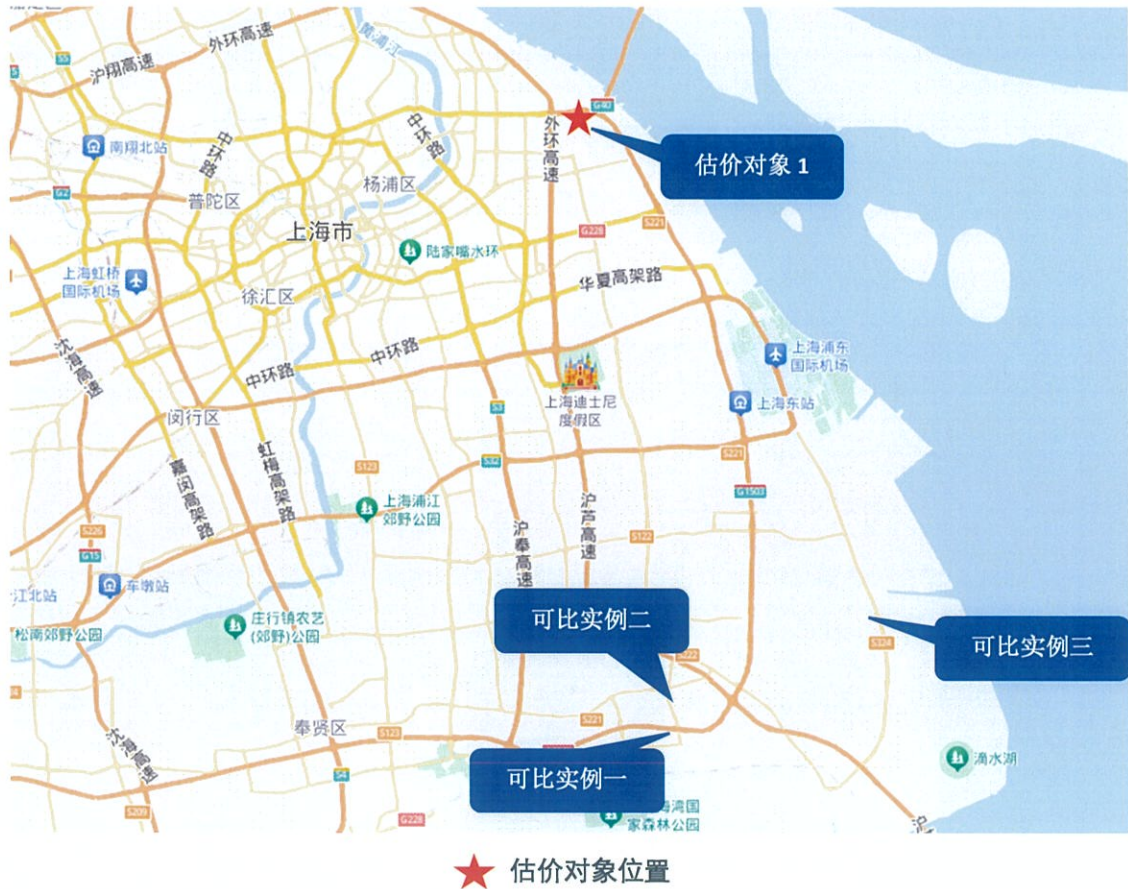 外环高速
黄浦江
沪翔高速
S5
G40
中环路
中环路
外环高速
南翔北站
估价对象 1
杨浦区
G2
普陀区
S221
上海市
G228
陆家嘴水环
上海虹桥
国际机场
华夏高架路
徐汇区
沈海高速
中环路
中环路
上海浦东
国际机场
上海迪士尼
度假区
上海东站
S3
闵行区
虹梅高架路
嘉闵高架路
S123
S32
S221
G1503
上海浦江
郊野公园
沪芦高速
沪奉高速
S226
S122
G15
车墩站
江北站
庄行镇农艺
(郊野)公园
松南郊野公园
可比实例二
可比实例三
S324
S222
奉贤区
S221
S123
沈海高速
可比实例一
滴水湖
S4
S209
G228
海湾国
家森林公园
沪
估价对象位置